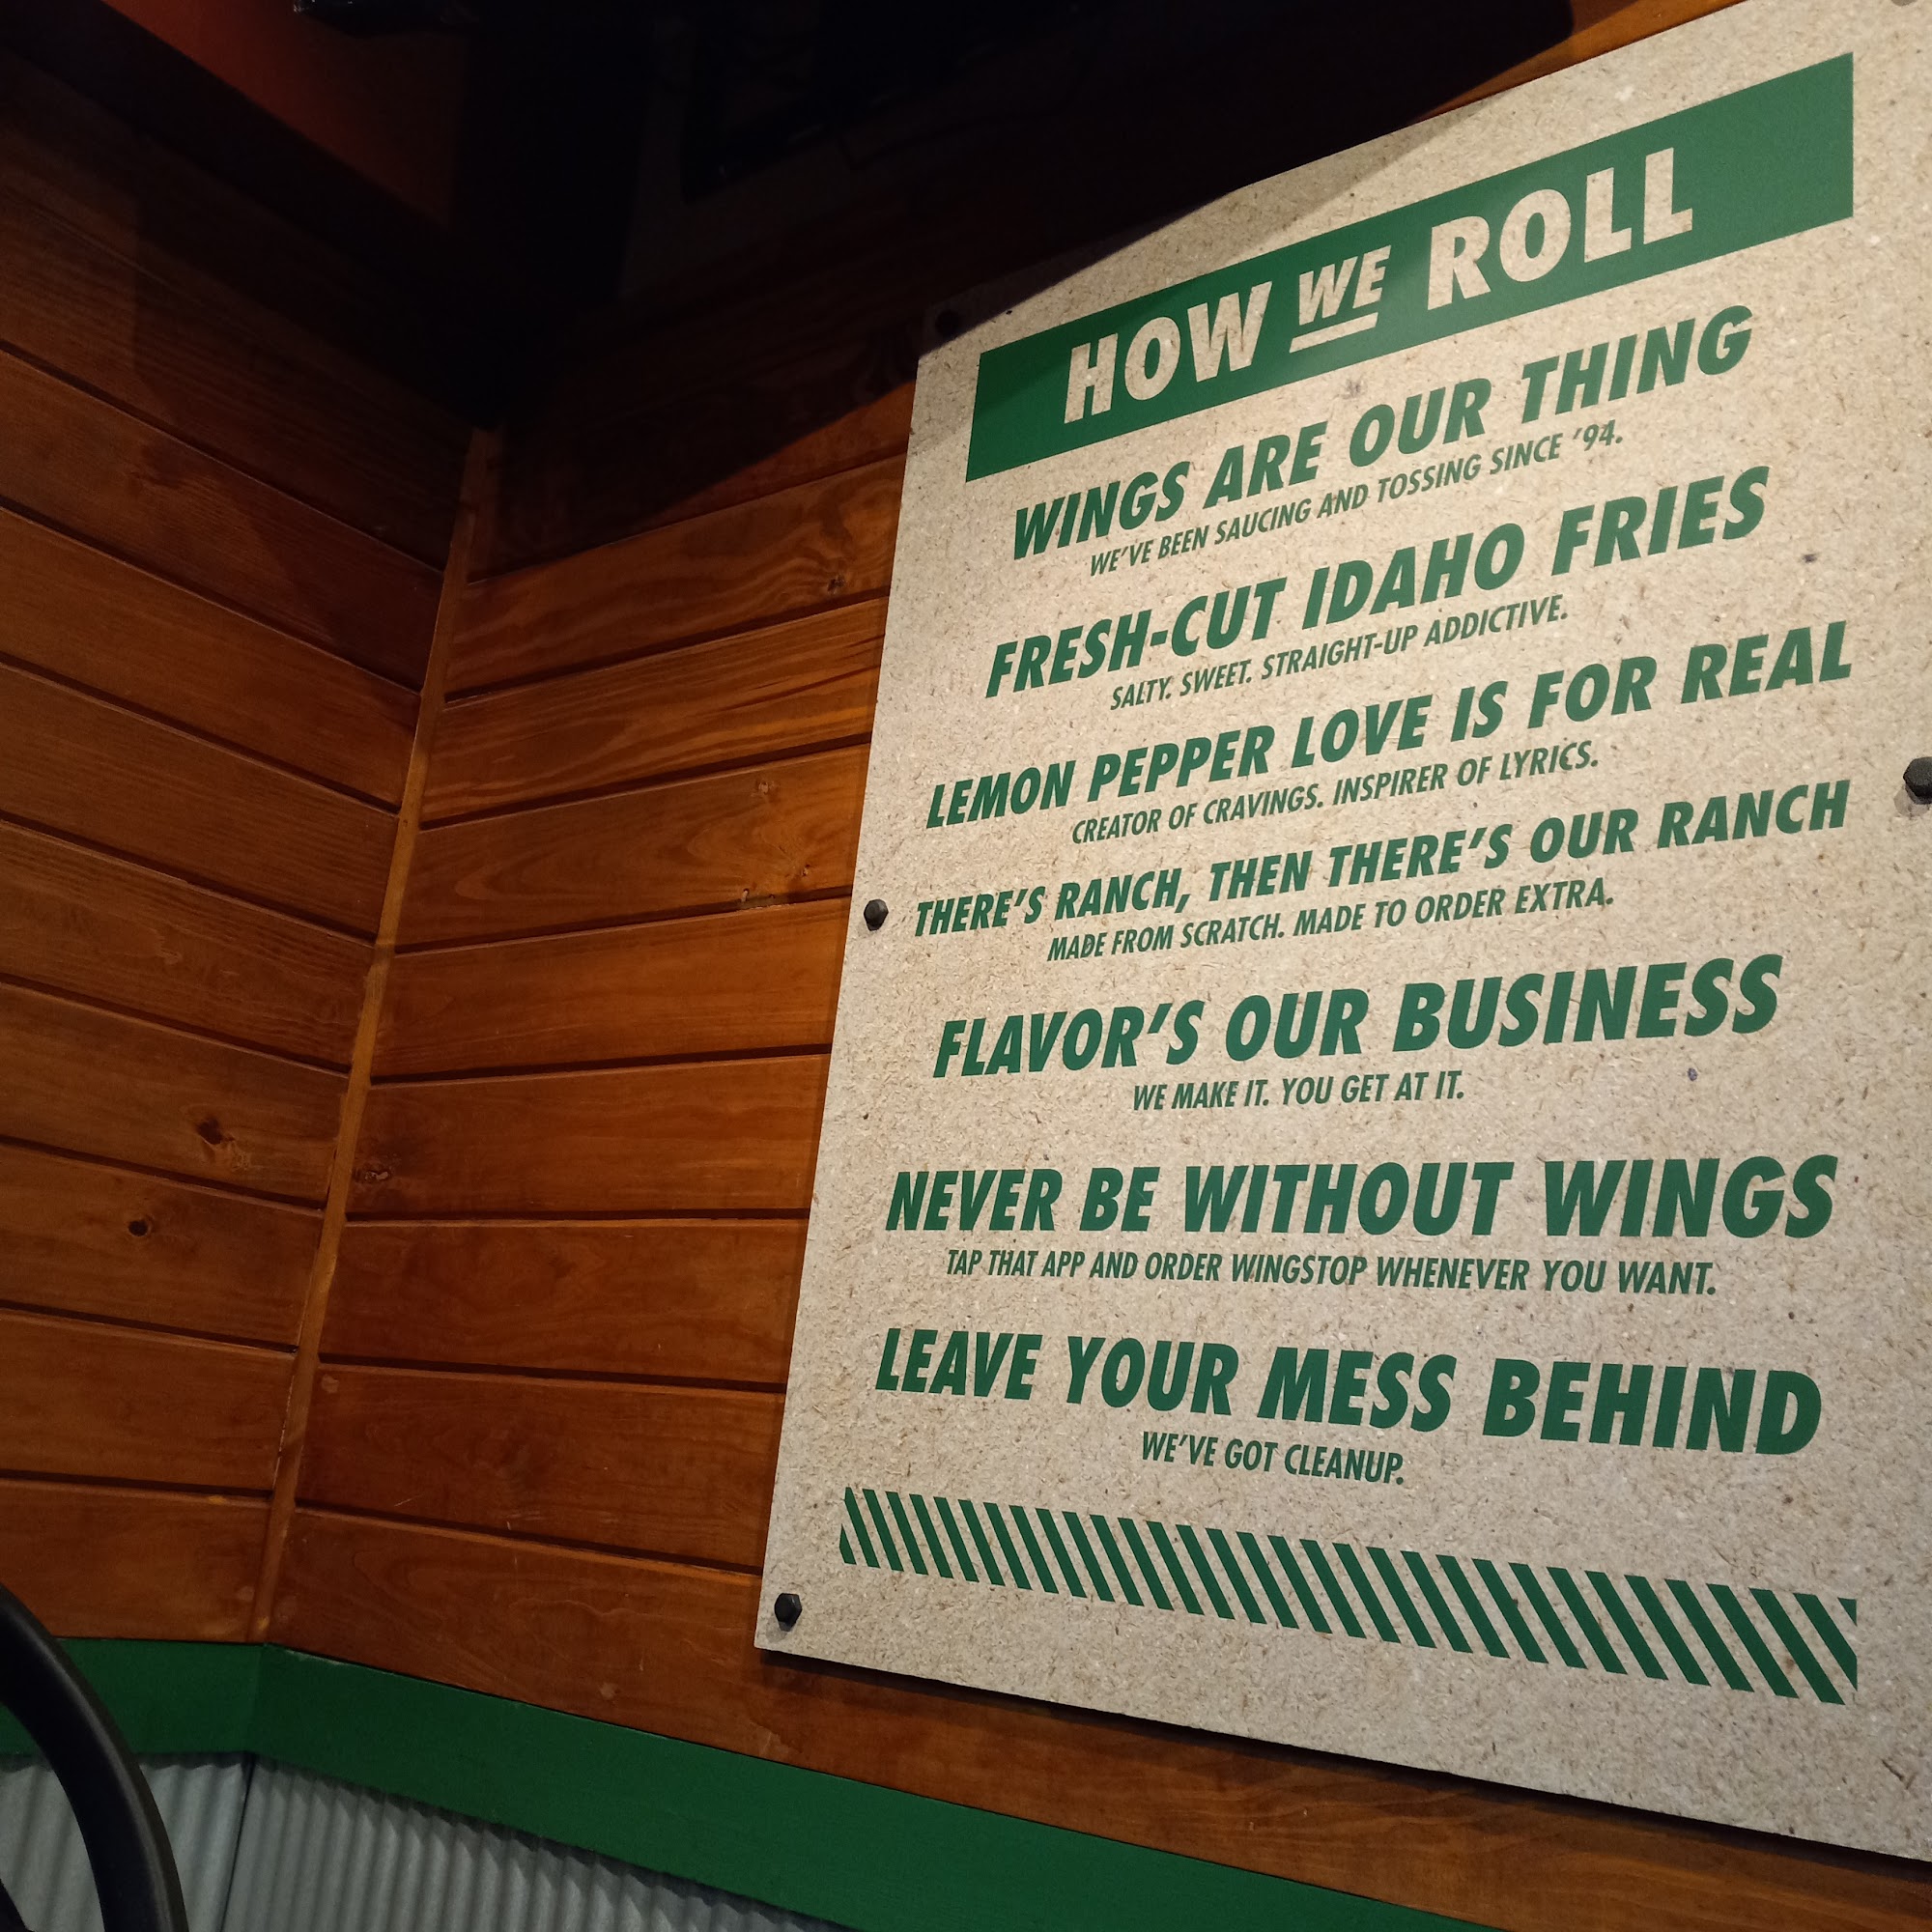 HOW WE ROLL
WINGS ARE OUR THING
WE'VE BEEN SAUCING AND TOSSING SINCE '94.
FRESH-CUT IDAHO FRIES
SALTY. SWEET. STRAIGHT-UP ADDICTIVE.
LEMON PEPPER LOVE IS FOR REAL
CREATOR OF CRAVINGS. INSPIRER OF LYRICS.
THERE'S RANCH, THEN THERE'S OUR RANCH
MADE FROM SCRATCH. MADE TO ORDER EXTRA.
FLAVOR'S OUR BUSINESS
WE MAKE IT. YOU GET AT IT.
NEVER BE WITHOUT WINGS
TAP THAT APP AND ORDER WINGSTOP WHENEVER YOU WANT.
LEAVE YOUR MESS BEHIND
WE'VE GOT CLEANUP.